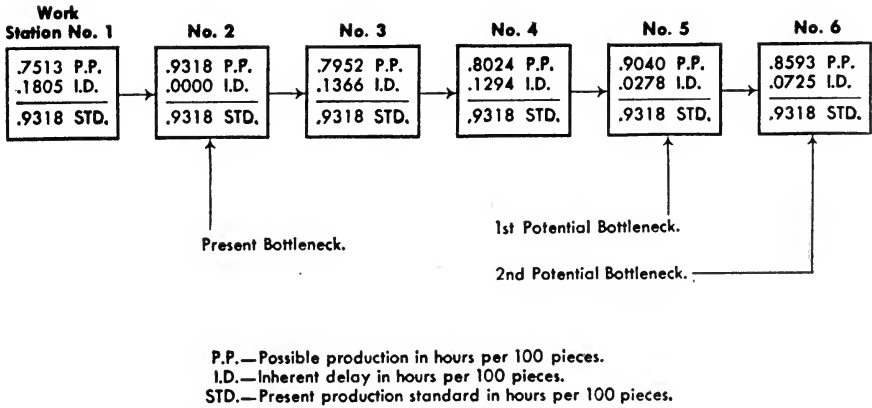 Work
Station No. 1 No. 2 No. 3 No. 4 No. 5 No. 6
.7513 P.P. .9318 P.P. .7952 P.P. .8024 P.P. .9040 P.P. .8593 P.P.
.1805 I.D. .0000 I.D. .1366 I.D. .1294 I.D. .0278 I.D. .0725 I.D.
.9318 STD. .9318 STD. .9318 STD. .9318 STD. .9318 STD. .9318 STD.
Present Bottleneck.
1st Potential Bottleneck.
2nd Potential Bottleneck.
P.P.—Possible production in hours per 100 pieces.
I.D.—Inherent delay in hours per 100 pieces.
STD.—Present production standard in hours per 100 pieces.